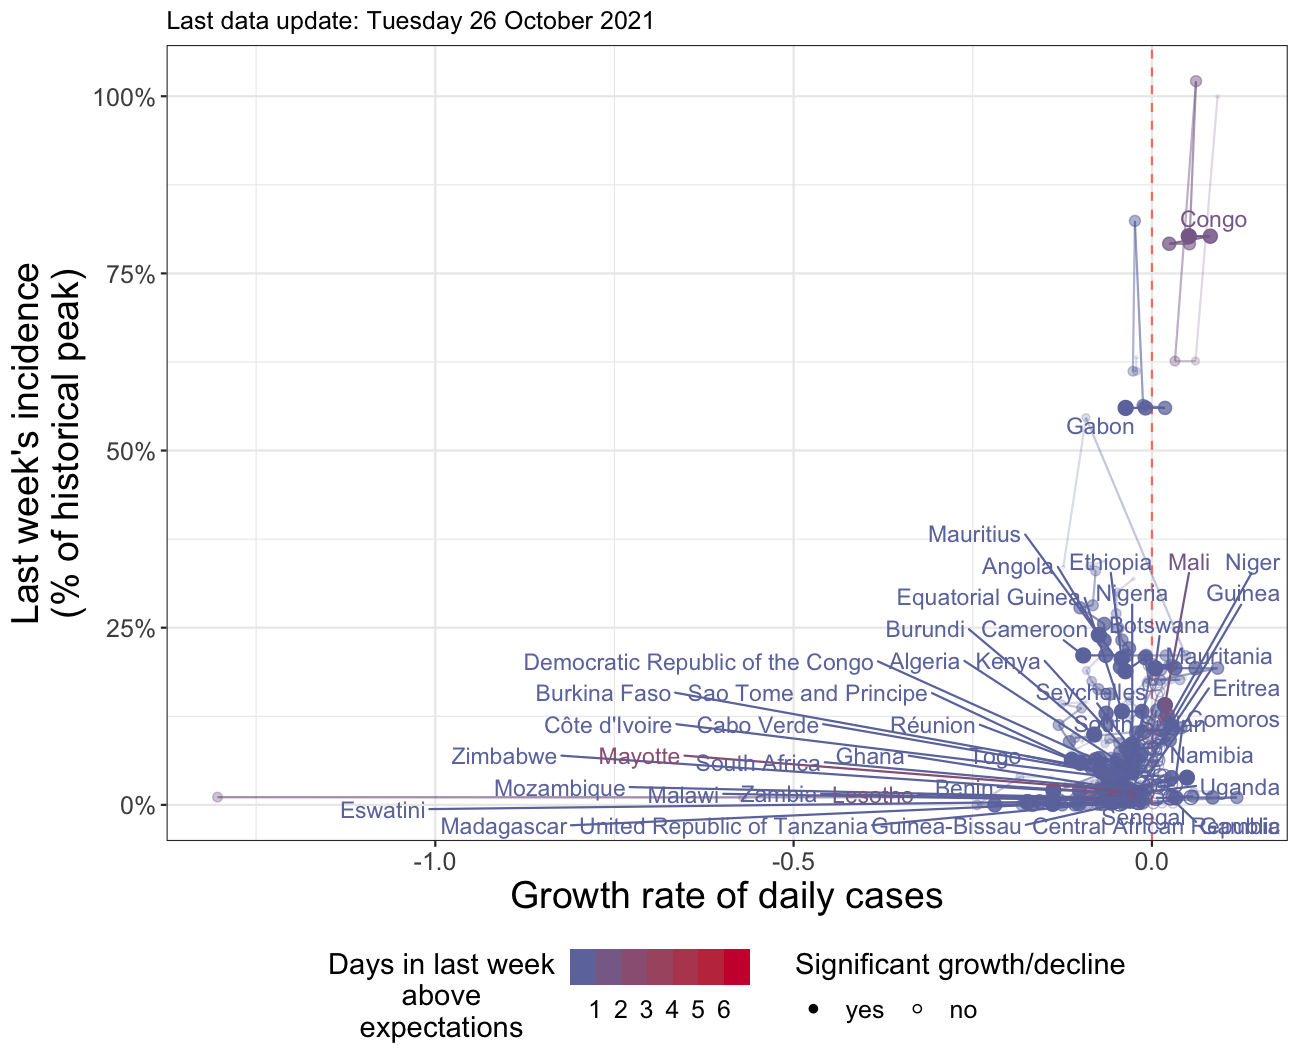 Last data update: Tuesday 26 October 2021
100%
75%
50%
25%
0%
Last week's incidence
(% of historical peak)
Congo
Gabon
Mauritius
Angola
Ethiopia
Mali
Niger
Equatorial Guinea
Nigeria
Guinea
Burundi
Cameroon
Botswana
Democratic Republic of the Congo
Algeria
Kenya
Mauritania
Burkina Faso
Sao Tome and Principe
Seychelles
Eritrea
Côte d'Ivoire
Cabo Verde
Réunion
South Sudan
Comoros
Zimbabwe
Mayotte
South Africa
Ghana
Togo
Namibia
Mozambique
Malawi
Zambia
Lesotho
Benin
Uganda
Eswatini
Senegal
Madagascar
United Republic of Tanzania
Guinea-Bissau
Central African Republic
Gambia
-1.0
-0.5
0.0
Growth rate of daily cases
Days in last week
above
expectations
1 2 3 4 5 6
Significant growth/decline
yes
no